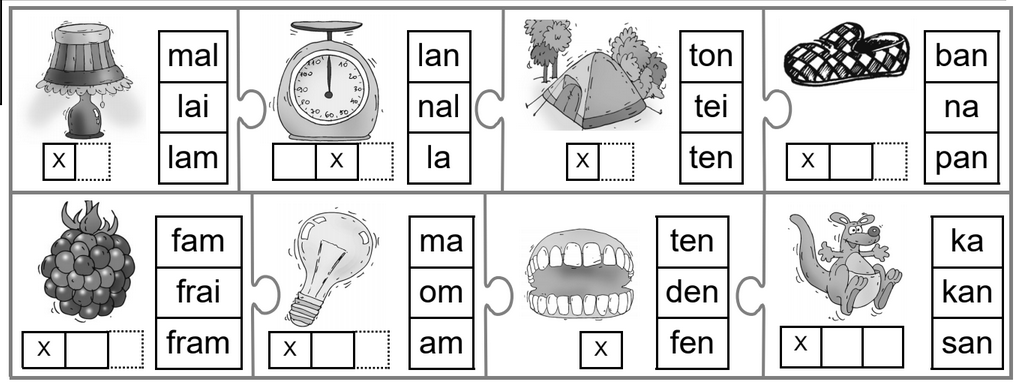 mal
lai
lam
X
lan
nal
la
X
ton
tei
ten
X
ban
na
pan
X
fam
frai
fram
X
ma
om
am
X
ten
den
fen
X
ka
kan
san
X